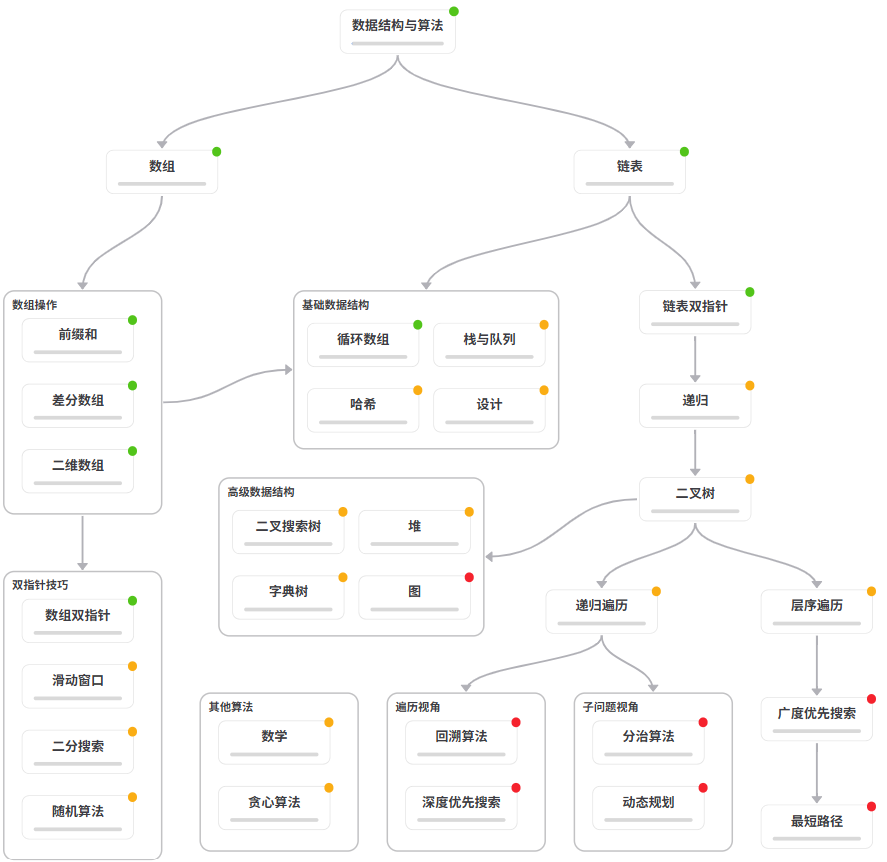 数据结构与算法
数组
链表
数组操作
前缀和
差分数组
二维数组
基础数据结构
循环数组
栈与队列
哈希
设计
链表双指针
递归
二叉树
高级数据结构
二叉搜索树
堆
字典树
图
双指针技巧
数组双指针
滑动窗口
二分搜索
随机算法
递归遍历
层序遍历
其他算法
数学
贪心算法
遍历视角
回溯算法
深度优先搜索
子问题视角
分治算法
动态规划
广度优先搜索
最短路径